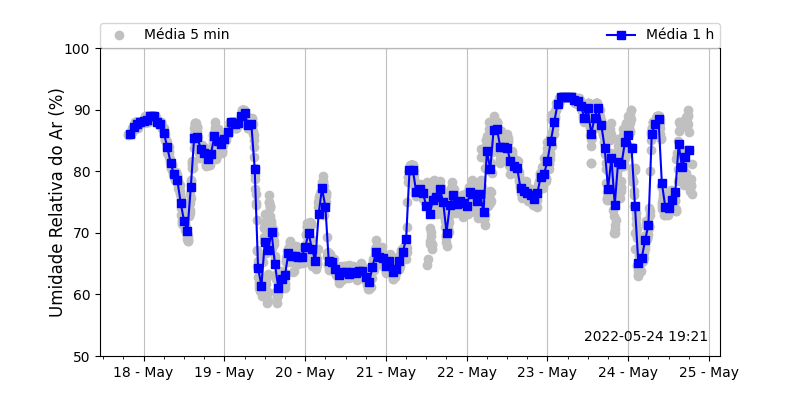 Média 5 min
Média 1 h
100
90
80
70
60
50
Umidade Relativa do Ar (%)
2022-05-24 19:21
18 - May
19 - May
20 - May
21 - May
22 - May
23 - May
24 - May
25 - May